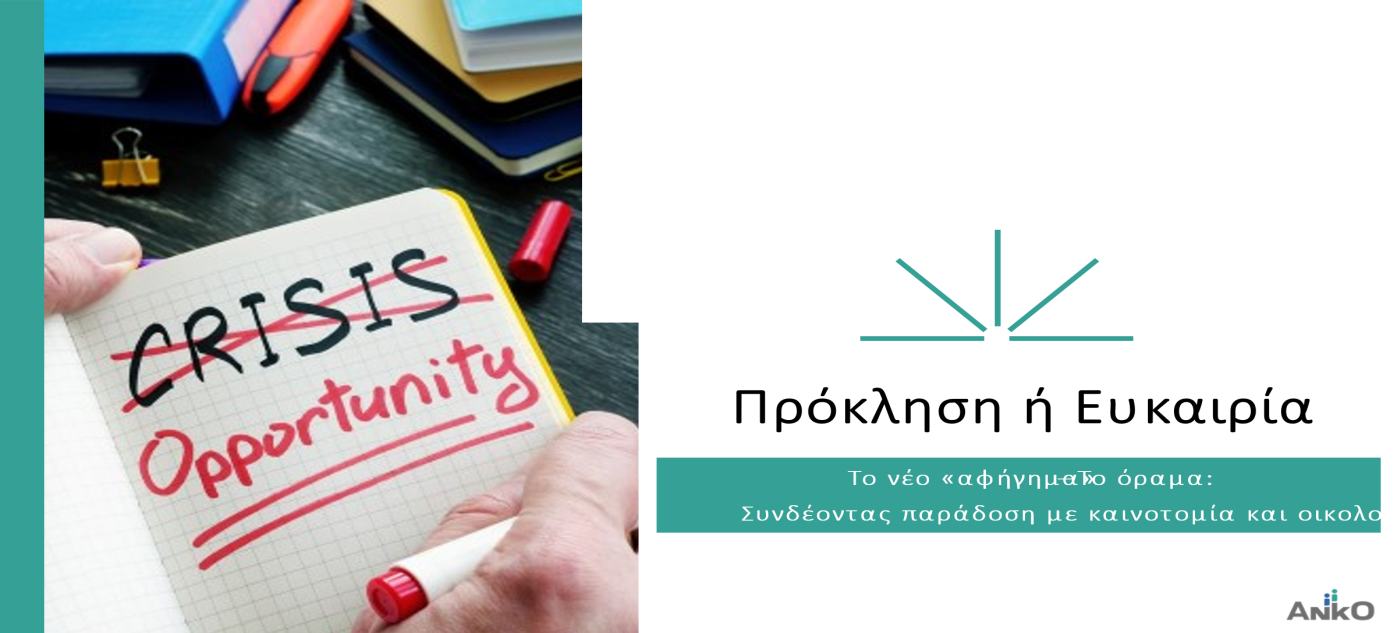 CRISIS
Opportunity
Πρόκληση ή Ευκαιρία
Το νέο «αφήγημα» – Το όραμα:
Συνδέοντας παράδοση με καινοτομία και οικολο
ANKO